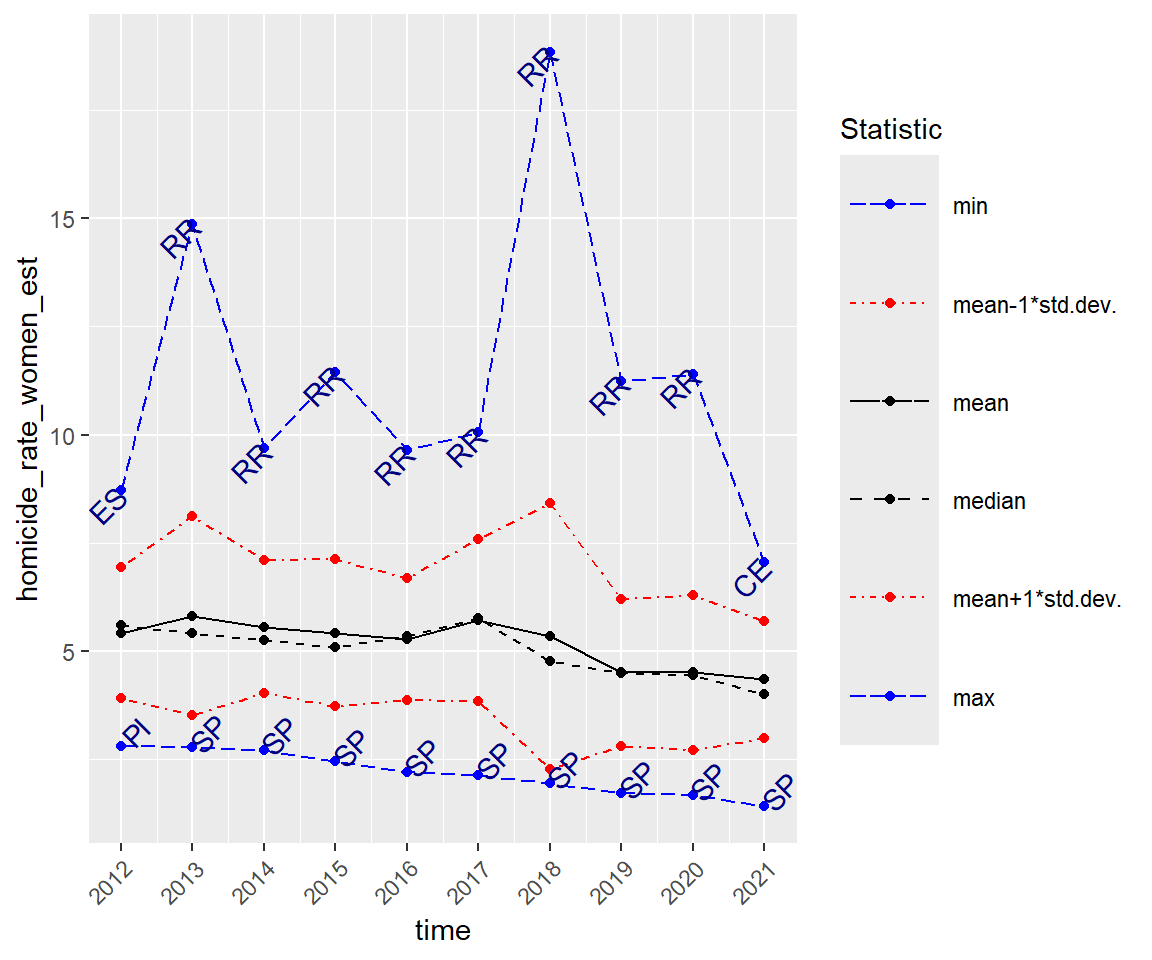 homicide_rate_women_est
15
10
5
RR
RR
RR
RR
RR
RR
RR
RR
ES
CE
PI
SP
SP
SP
SP
SP
SP
SP
SP
SP
2012
2013
2014
2015
2016
2017
2018
2019
2020
2021
time
Statistic
min
mean-1*std.dev.
mean
median
mean+1*std.dev.
max